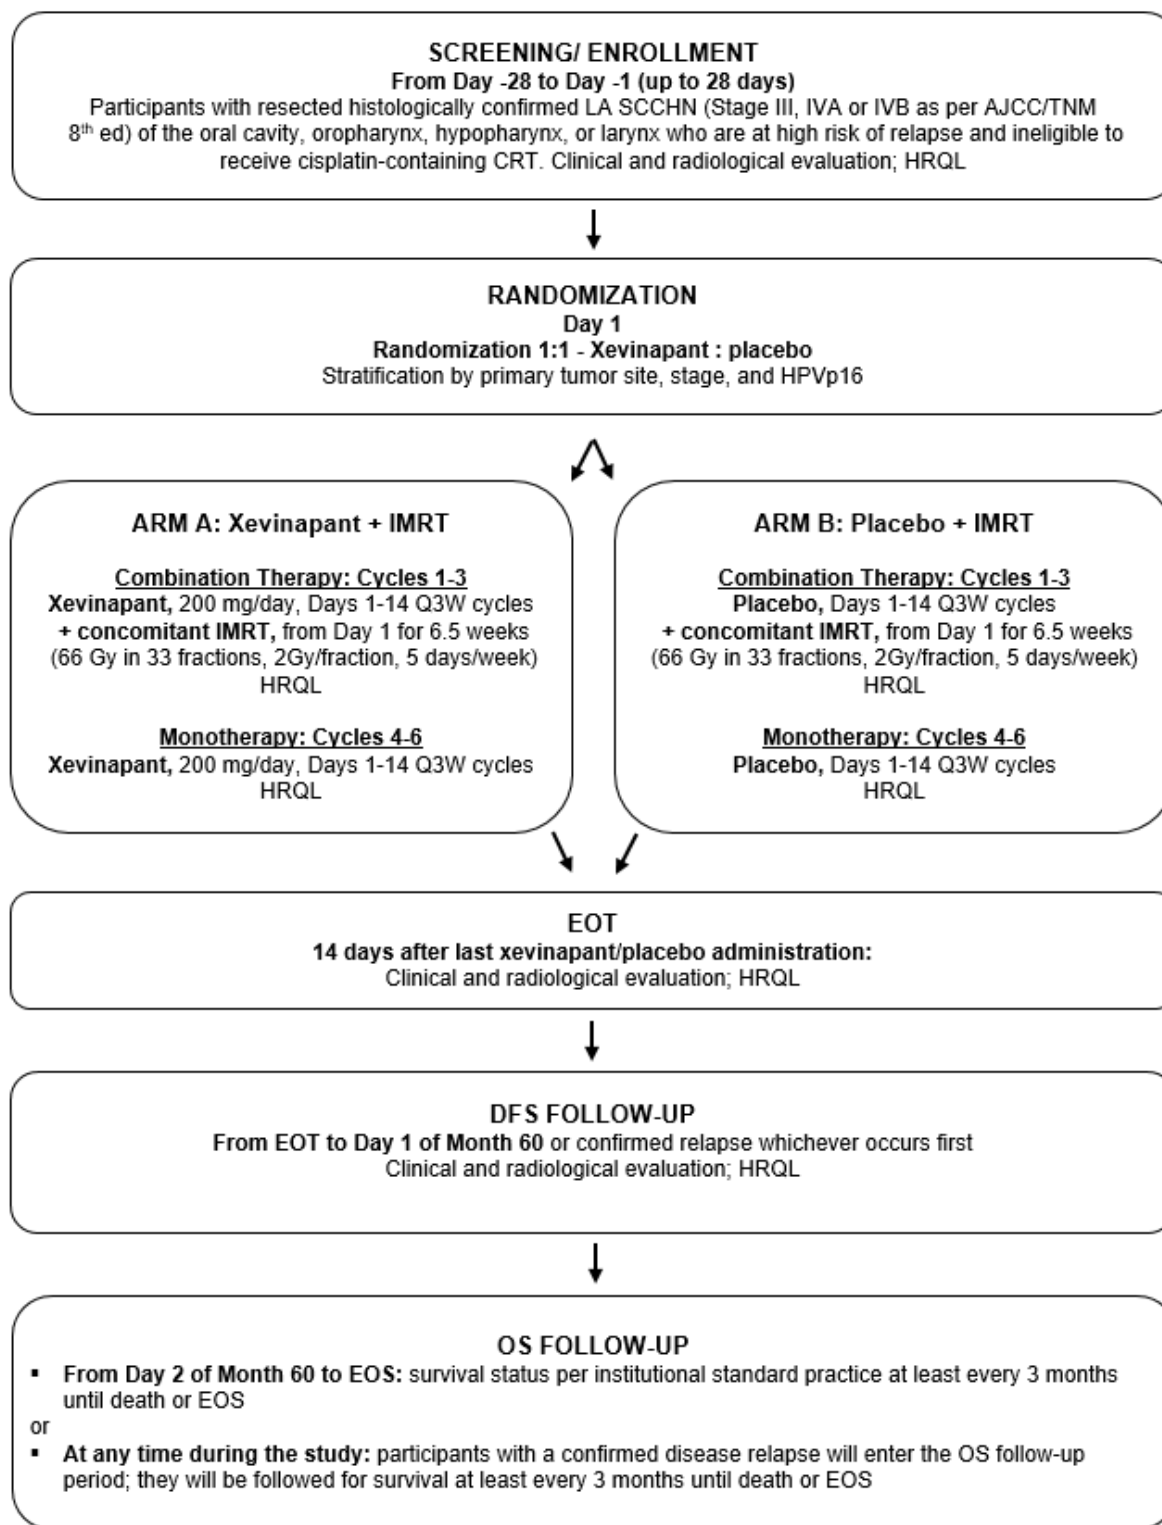 SCREENING/ ENROLLMENT
From Day -28 to Day -1 (up to 28 days)
Participants with resected histologically confirmed LA SCCHN (Stage III, IVA or IVB as per AJCC/TNM
8th ed) of the oral cavity, oropharynx, hypopharynx, or larynx who are at high risk of relapse and ineligible to
receive cisplatin-containing CRT. Clinical and radiological evaluation; HRQL
RANDOMIZATION
Day 1
Randomization 1:1 - Xevinapant : placebo
Stratification by primary tumor site, stage, and HPVp16
ARM A: Xevinapant + IMRT
Combination Therapy: Cycles 1-3
Xevinapant, 200 mg/day, Days 1-14 Q3W cycles
+ concomitant IMRT, from Day 1 for 6.5 weeks
(66 Gy in 33 fractions, 2Gy/fraction, 5 days/week)
HRQL
Monotherapy: Cycles 4-6
Xevinapant, 200 mg/day, Days 1-14 Q3W cycles
HRQL
ARM B: Placebo + IMRT
Combination Therapy: Cycles 1-3
Placebo, Days 1-14 Q3W cycles
+ concomitant IMRT, from Day 1 for 6.5 weeks
(66 Gy in 33 fractions, 2Gy/fraction, 5 days/week)
HRQL
Monotherapy: Cycles 4-6
Placebo, Days 1-14 Q3W cycles
HRQL
EOT
14 days after last xevinapant/placebo administration:
Clinical and radiological evaluation; HRQL
DFS FOLLOW-UP
From EOT to Day 1 of Month 60 or confirmed relapse whichever occurs first
Clinical and radiological evaluation; HRQL
OS FOLLOW-UP
▪ From Day 2 of Month 60 to EOS: survival status per institutional standard practice at least every 3 months
until death or EOS
or
▪ At any time during the study: participants with a confirmed disease relapse will enter the OS follow-up
period; they will be followed for survival at least every 3 months until death or EOS